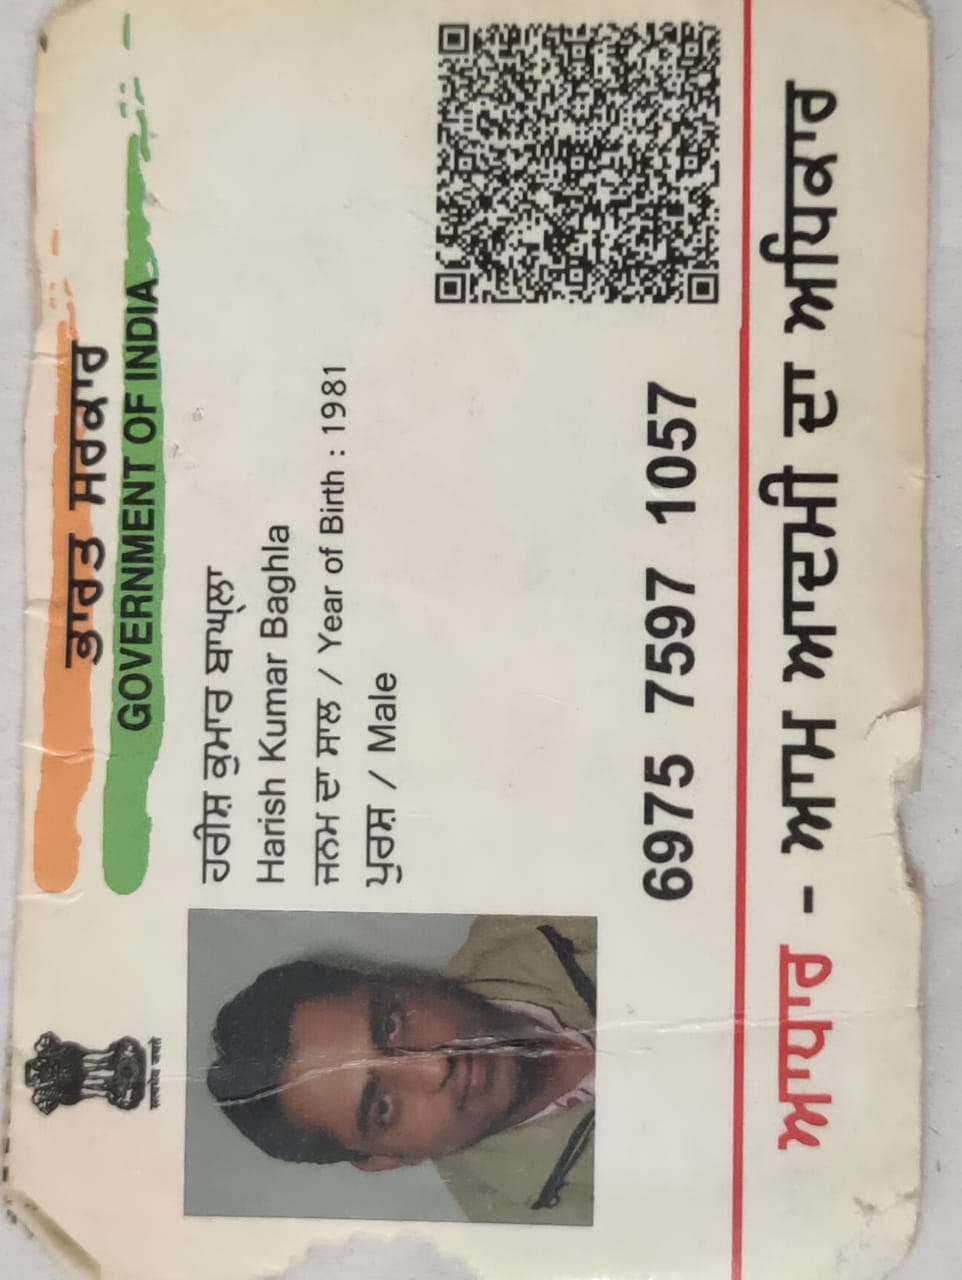 ਭਾਰਤ ਸਰਕਾਰ
GOVERNMENT OF INDIA
सत्यमेव जयते
ਹਰੀਸ਼ ਕੁਮਾਰ ਬਾਘ੍ਲਾ
Harish Kumar Baghla
ਜਨਮ ਦਾ ਸਾਲ / Year of Birth : 1981
ਪੁਰਸ਼ / Male
6975 7597 1057
ਆਧਾਰ - ਆਮ ਆਦਮੀ ਦਾ ਅਧਿਕਾਰ